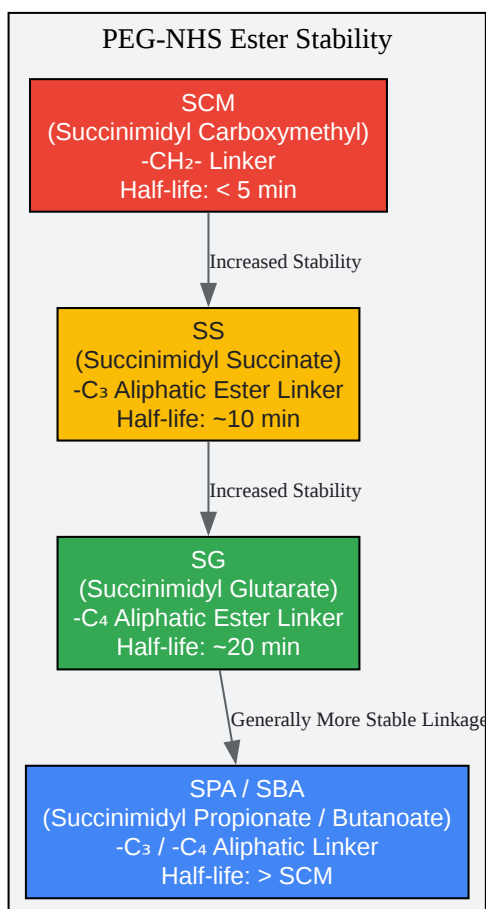 PEG-NHS Ester Stability
SCM
(Succinimidyl Carboxymethyl)
-CH₂- Linker
Half-life: < 5 min
Increased Stability
SS
(Succinimidyl Succinate)
-C₃ Aliphatic Ester Linker
Half-life: ~10 min
Increased Stability
SG
(Succinimidyl Glutarate)
-C₄ Aliphatic Ester Linker
Half-life: ~20 min
Generally More Stable Linkage
SPA / SBA
(Succinimidyl Propionate / Butanoate)
-C₃ / -C₄ Aliphatic Linker
Half-life: > SCM